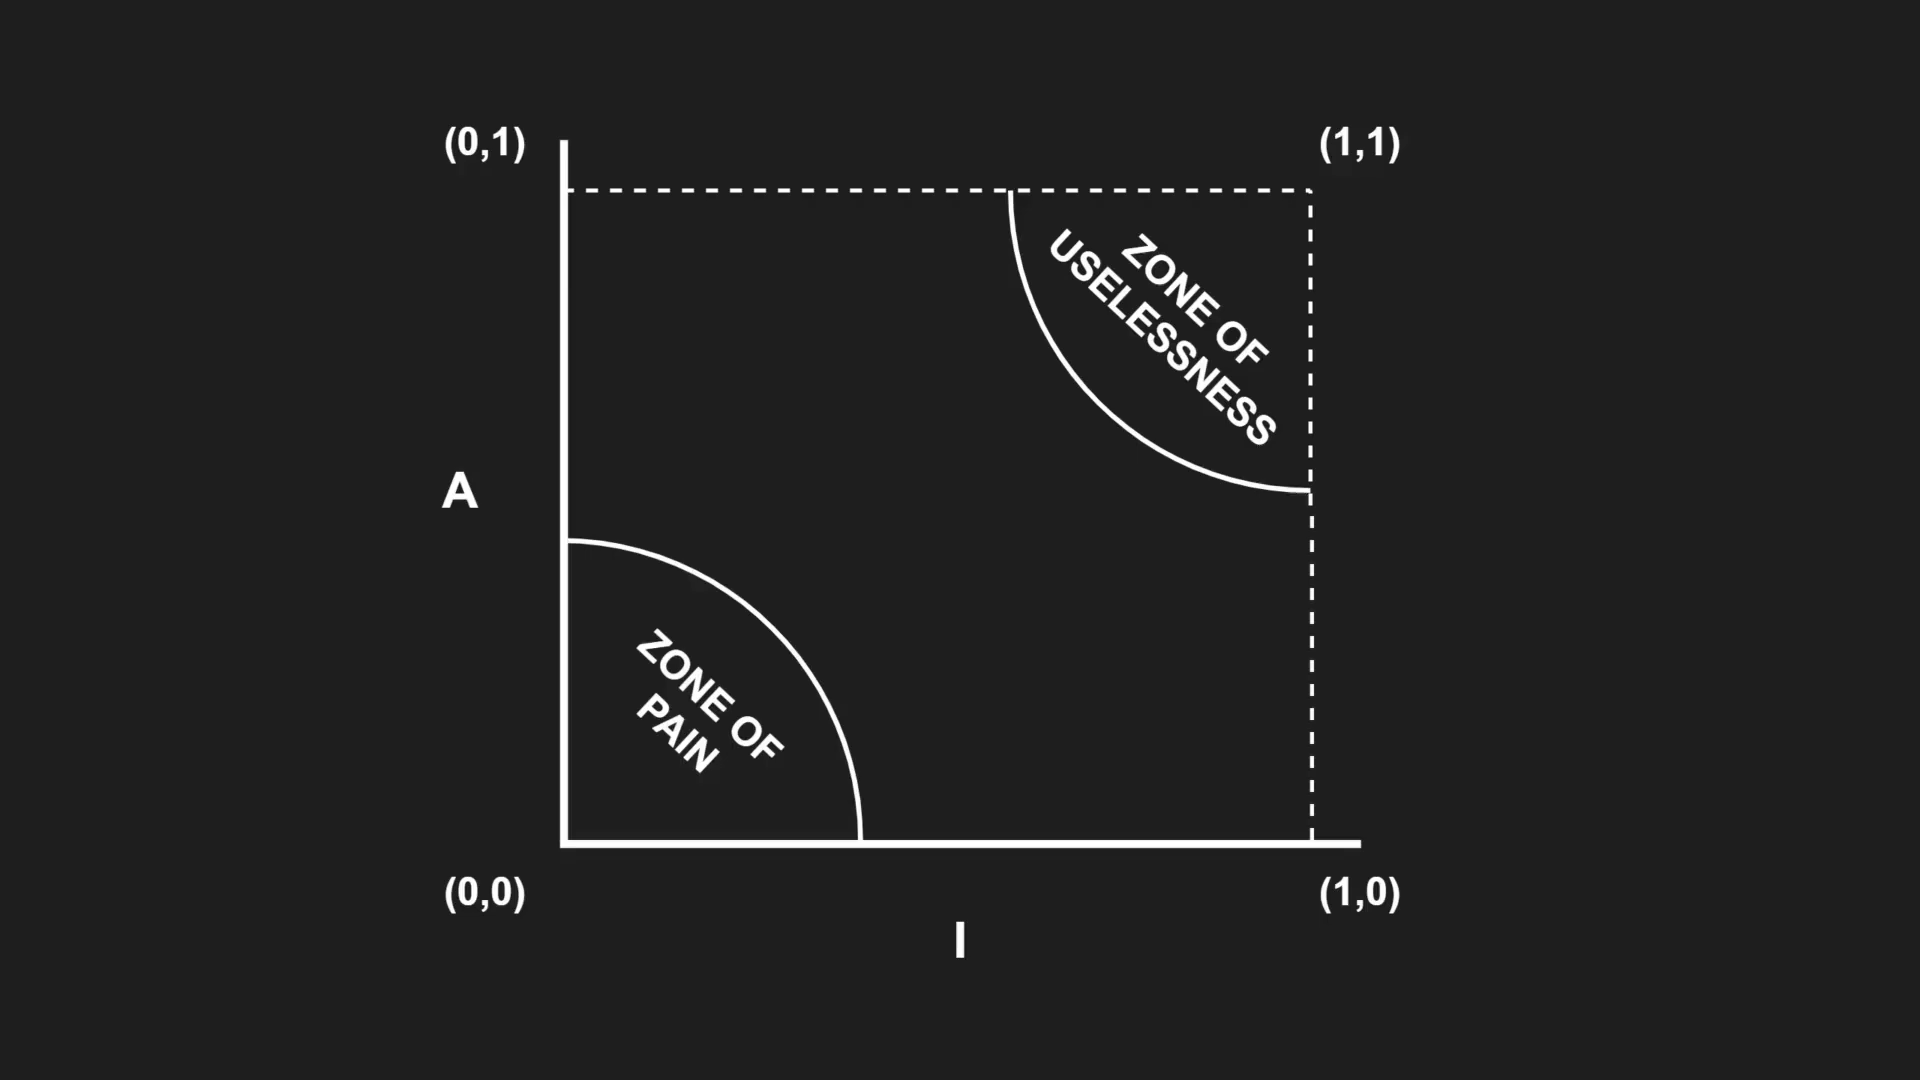 (0,1)
(1,1)
ZONE OF
USELESSNESS
A
ZONE OF
PAIN
(0,0)
(1,0)
I